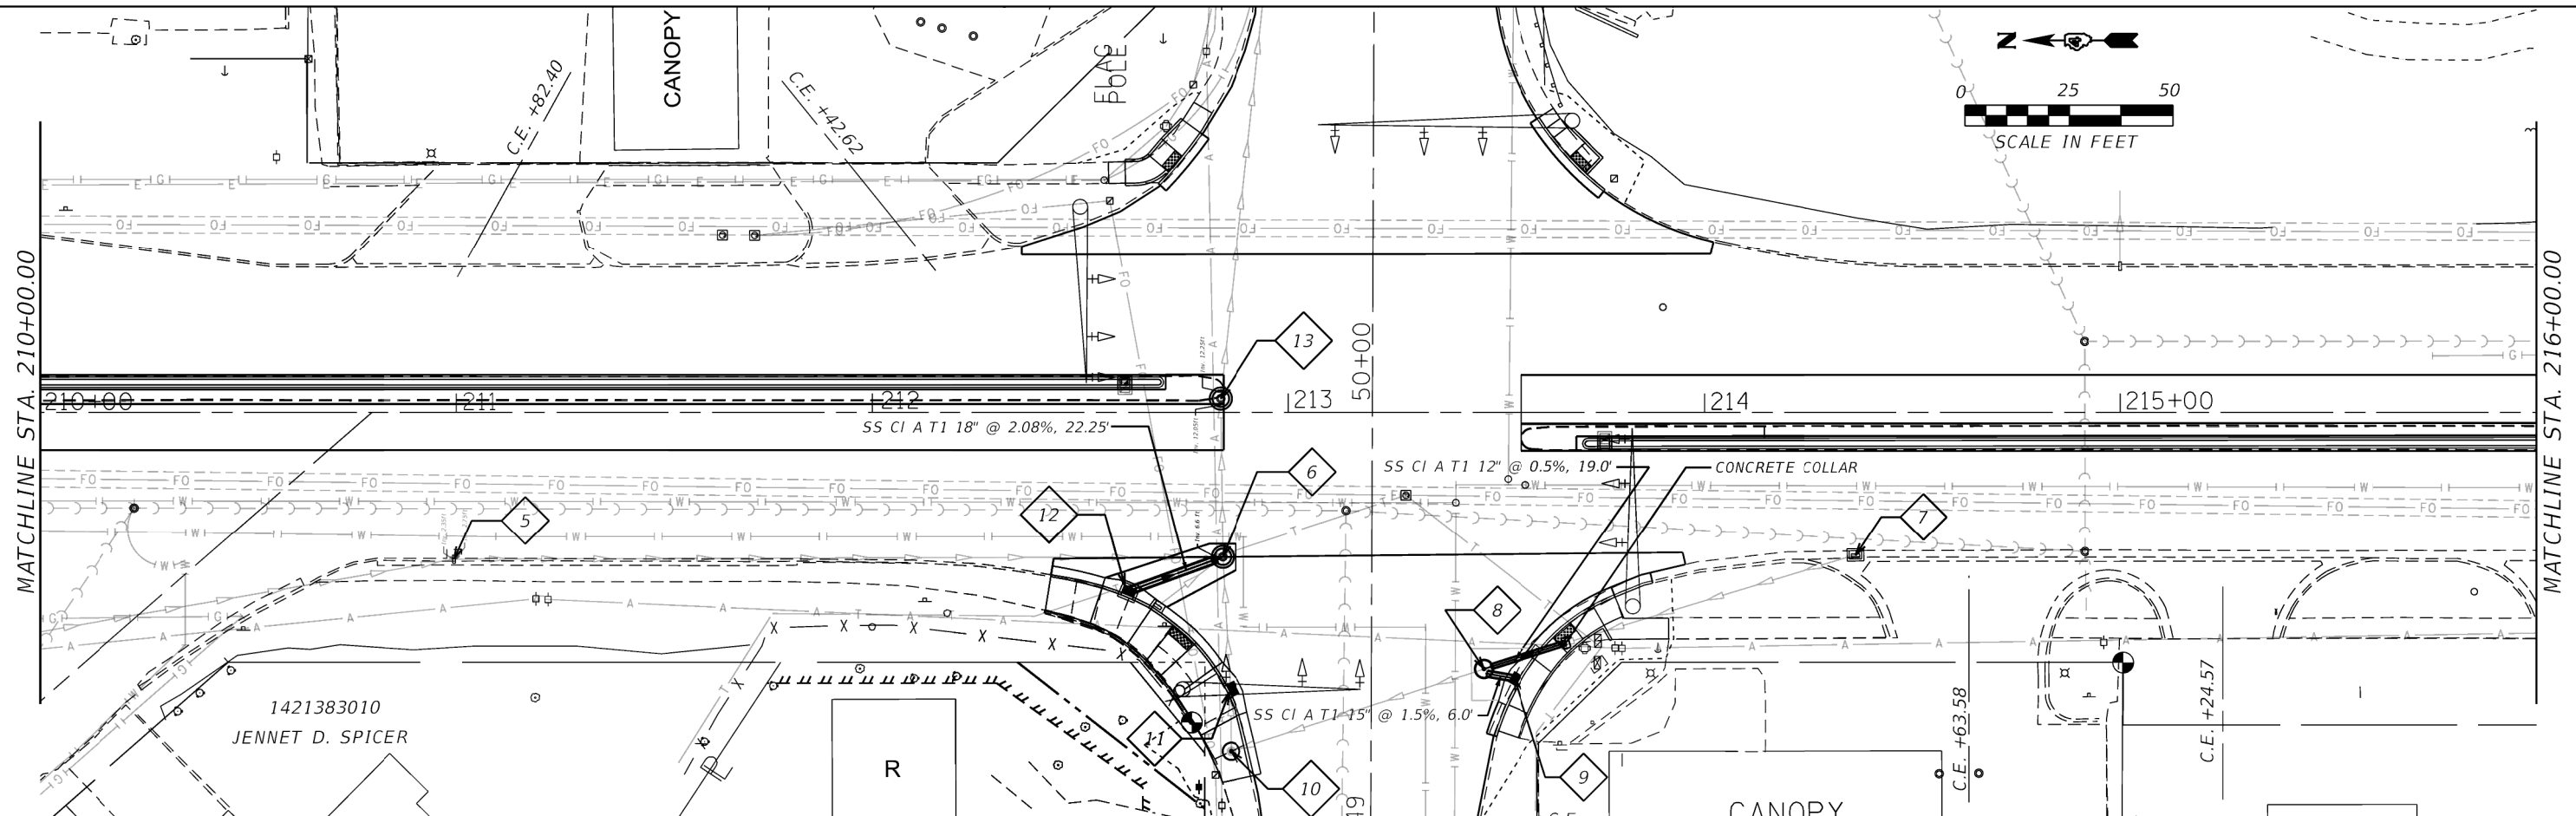 CANOPY
C.E. +82.40
C.E. +42.62
FLAG
POLE
N
0 25 50
SCALE IN FEET
MATCHLINE STA. 210+00.00
MATCHLINE STA. 216+00.00
13
50+00
210+00
211
212
213
214
215+00
SS CI A T1 18" @ 2.08%, 22.25'
SS CI A T1 12" @ 0.5%, 19.0'
CONCRETE COLLAR
6
12
5
7
8
SS CI A T1 15" @ 1.5%, 6.0'
11
10
9
1421383010
JENNET D. SPICER
R
C.E. +63.58
C.E. +24.57
49
CANOPY